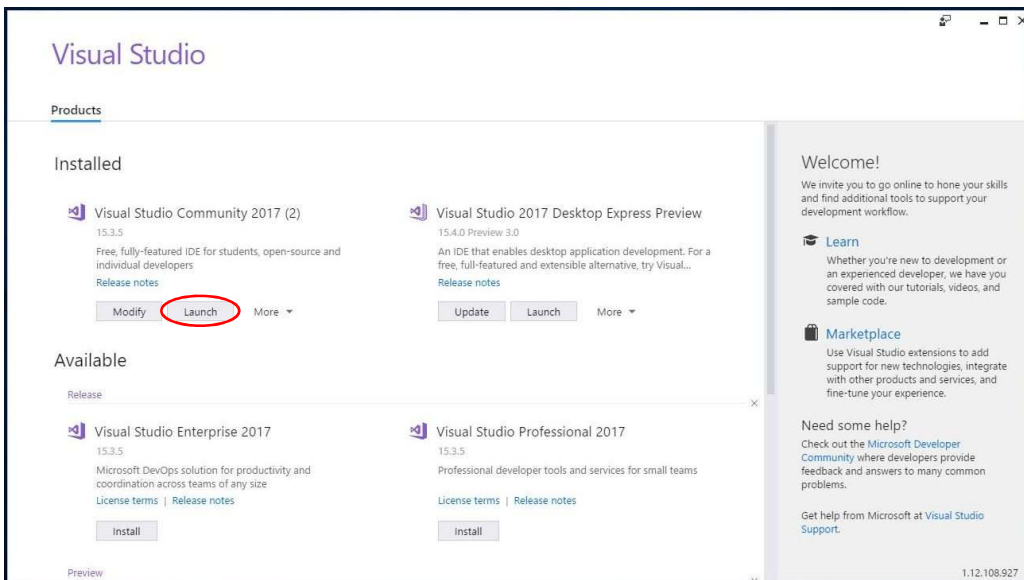 Visual Studio
Products
Installed
Visual Studio Community 2017 (2)
15.3.5
Free, fully-featured IDE for students, open-source and
individual developers
Release notes
Modify
Launch
More
Visual Studio 2017 Desktop Express Preview
15.4.0 Preview 3.0
An IDE that enables desktop application development. For a
free, full-featured and extensible alternative, try Visual...
Release notes
Update
Launch
More
Available
Release
Visual Studio Enterprise 2017
15.3.5
Microsoft DevOps solution for productivity and
coordination across teams of any size
License terms | Release notes
Install
Visual Studio Professional 2017
15.3.5
Professional developer tools and services for small teams
License terms | Release notes
Install
Preview
Welcome!
We invite you to go online to hone your skills
and find additional tools to support your
development workflow.
Learn
Whether you're new to development or
an experienced developer, we have you
covered with our tutorials, videos, and
sample code.
Marketplace
Use Visual Studio extensions to add
support for new technologies, integrate
with other products and services, and
fine-tune your experience.
Need some help?
Check out the Microsoft Developer
Community where developers provide
feedback and answers to many common
problems.
Get help from Microsoft at Visual Studio
Support.
1.12.108.927